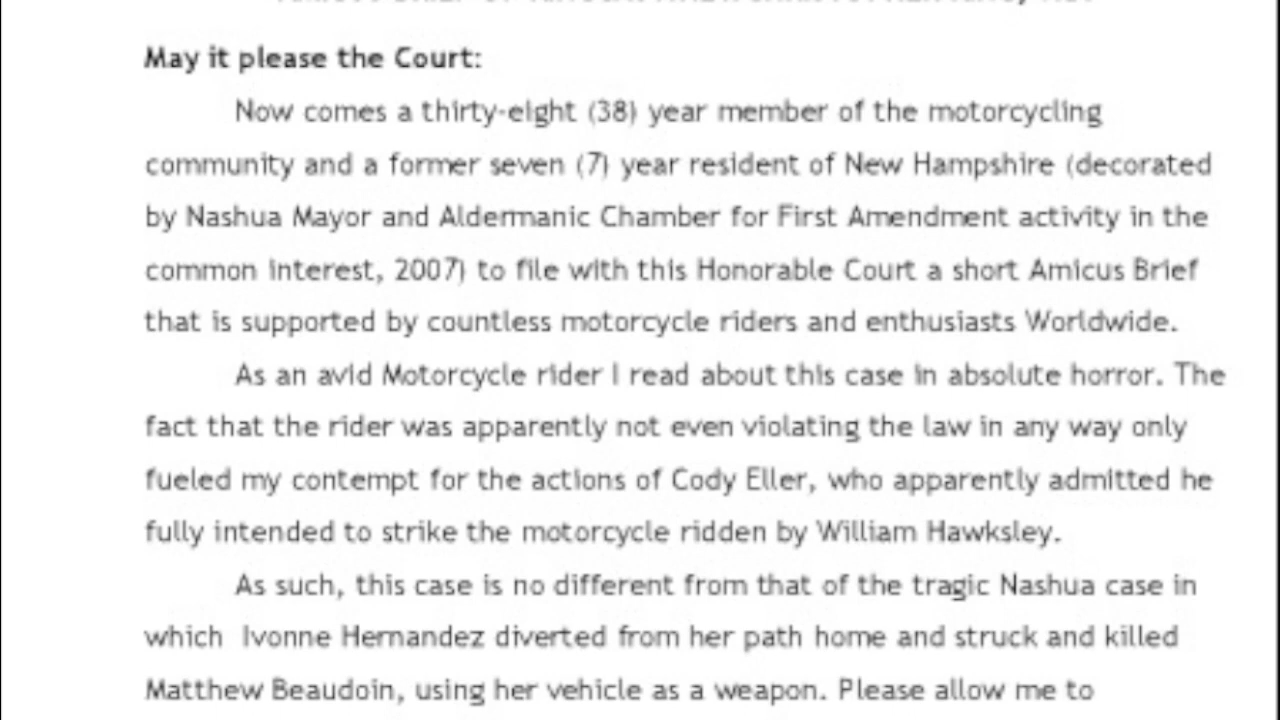 May it please the Court:
Now comes a thirty-eight (38) year member of the motorcycling
community and a former seven (7) year resident of New Hampshire (decorated
by Nashua Mayor and Aldermanic Chamber for First Amendment activity in the
common interest, 2007) to file with this Honorable Court a short Amicus Brief
that is supported by countless motorcycle riders and enthusiasts Worldwide.
As an avid Motorcycle rider I read about this case in absolute horror. The
fact that the rider was apparently not even violating the law in any way only
fueled my contempt for the actions of Cody Eller, who apparently admitted he
fully intended to strike the motorcycle ridden by William Hawksley.
As such, this case is no different from that of the tragic Nashua case in
which Ivonne Hernandez diverted from her path home and struck and killed
Matthew Beaudoin, using her vehicle as a weapon. Please allow me to